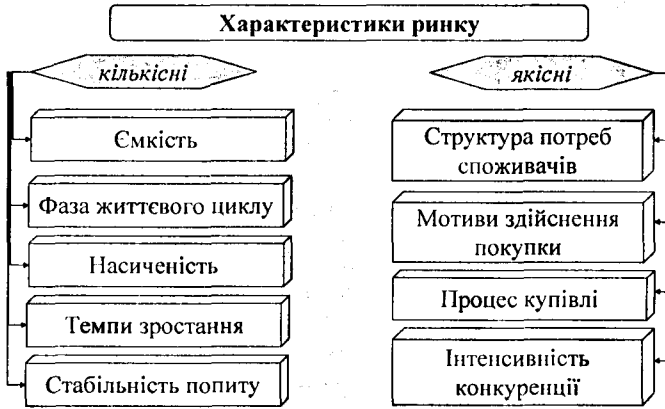 Характеристики ринку
кількісні
якісні
Ємкість
Фаза життєвого циклу
Насиченість
Темпи зростання
Стабільність попиту
Структура потреб
споживачів
Мотиви здійснення
покупки
Процес купівлі
Інтенсивність
конкуренції